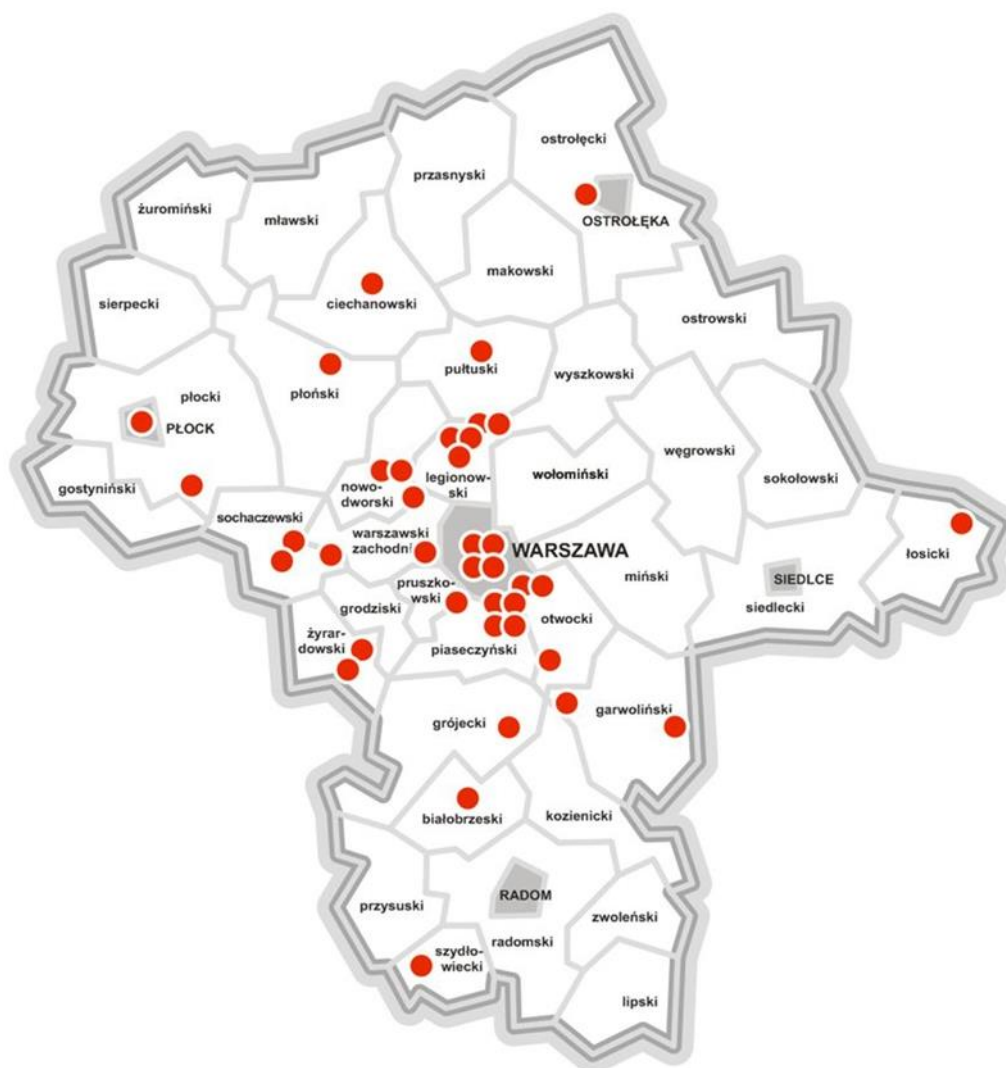 ostrołęcki
przasnyski
żuromiński
mławski
OSTROŁĘKA
makowski
sierpecki
ciechanowski
ostrowski
pułtuski
wyszkowski
płocki
płoński
PŁOCK
węgrowski
wołomiński
legionow-
ski
sokołowski
gostyniński
nowo-
dworski
sochaczewski
warszawski
zachodni
WARSZAWA
łosicki
miński
SIEDLCE
siedlecki
pruszko-
wski
grodziski
otwocki
żyrar-
dowski
piaseczyński
garwoliński
grójecki
białobrzeski
kozienicki
RADOM
przysuski
zwoleński
radomski
szydło-
wiecki
lipski